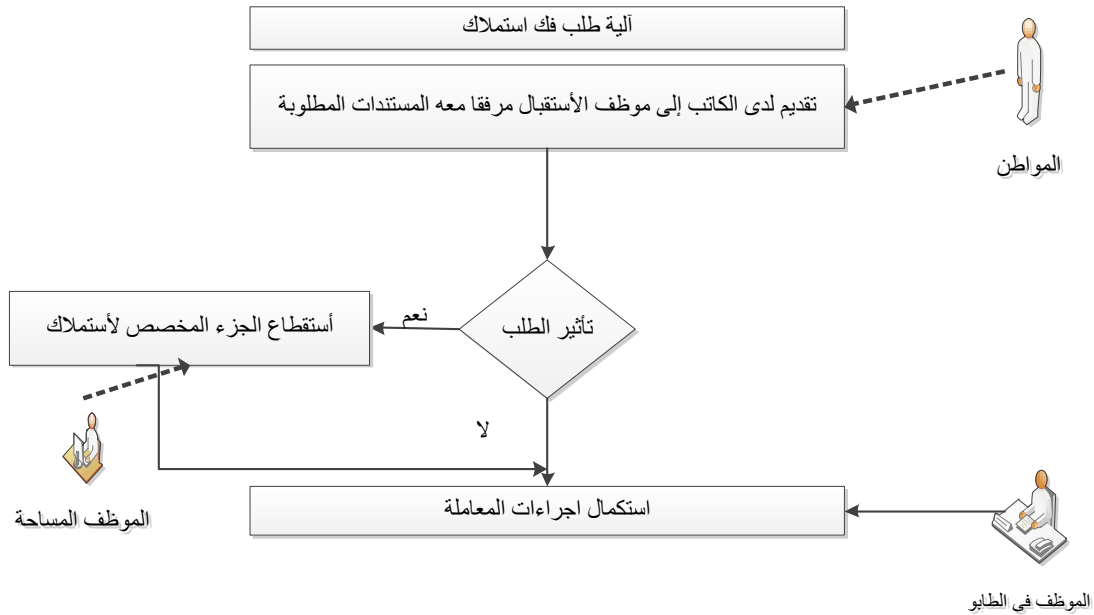 آلية طلب فك استملاك
تقديم لدى الكاتب إلى موظف الأستقبال مرفقا معه المستندات المطلوبة
المواطن
تأثير الطلب
نعم
أستقطاع الجزء المخصص لأستملاك
لا
الموظف المساحة
استكمال اجراءات المعاملة
الموظف في الطابو